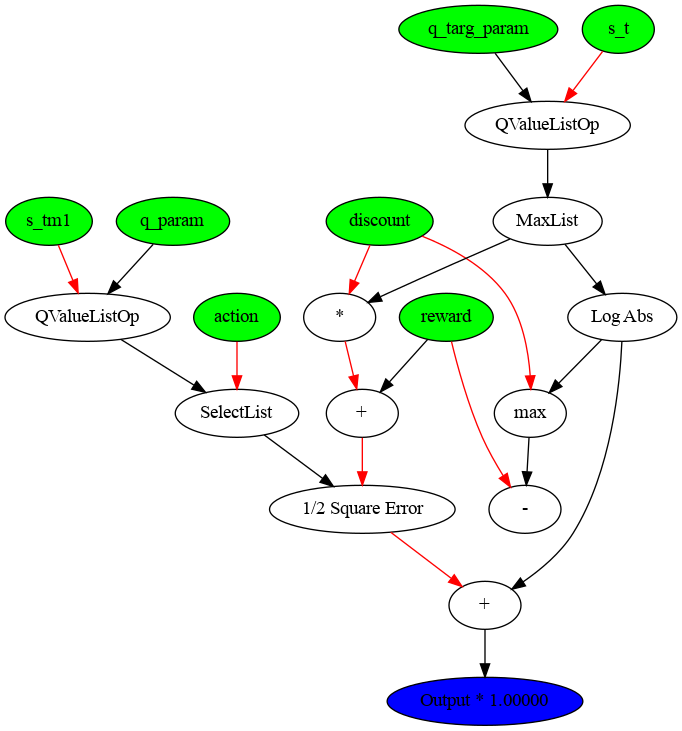 q_targ_param
s_t
QValueListOp
s_tm1
q_param
discount
MaxList
QValueListOp
action
*
reward
Log Abs
SelectList
+
max
1/2 Square Error
-
+
Output * 1.00000